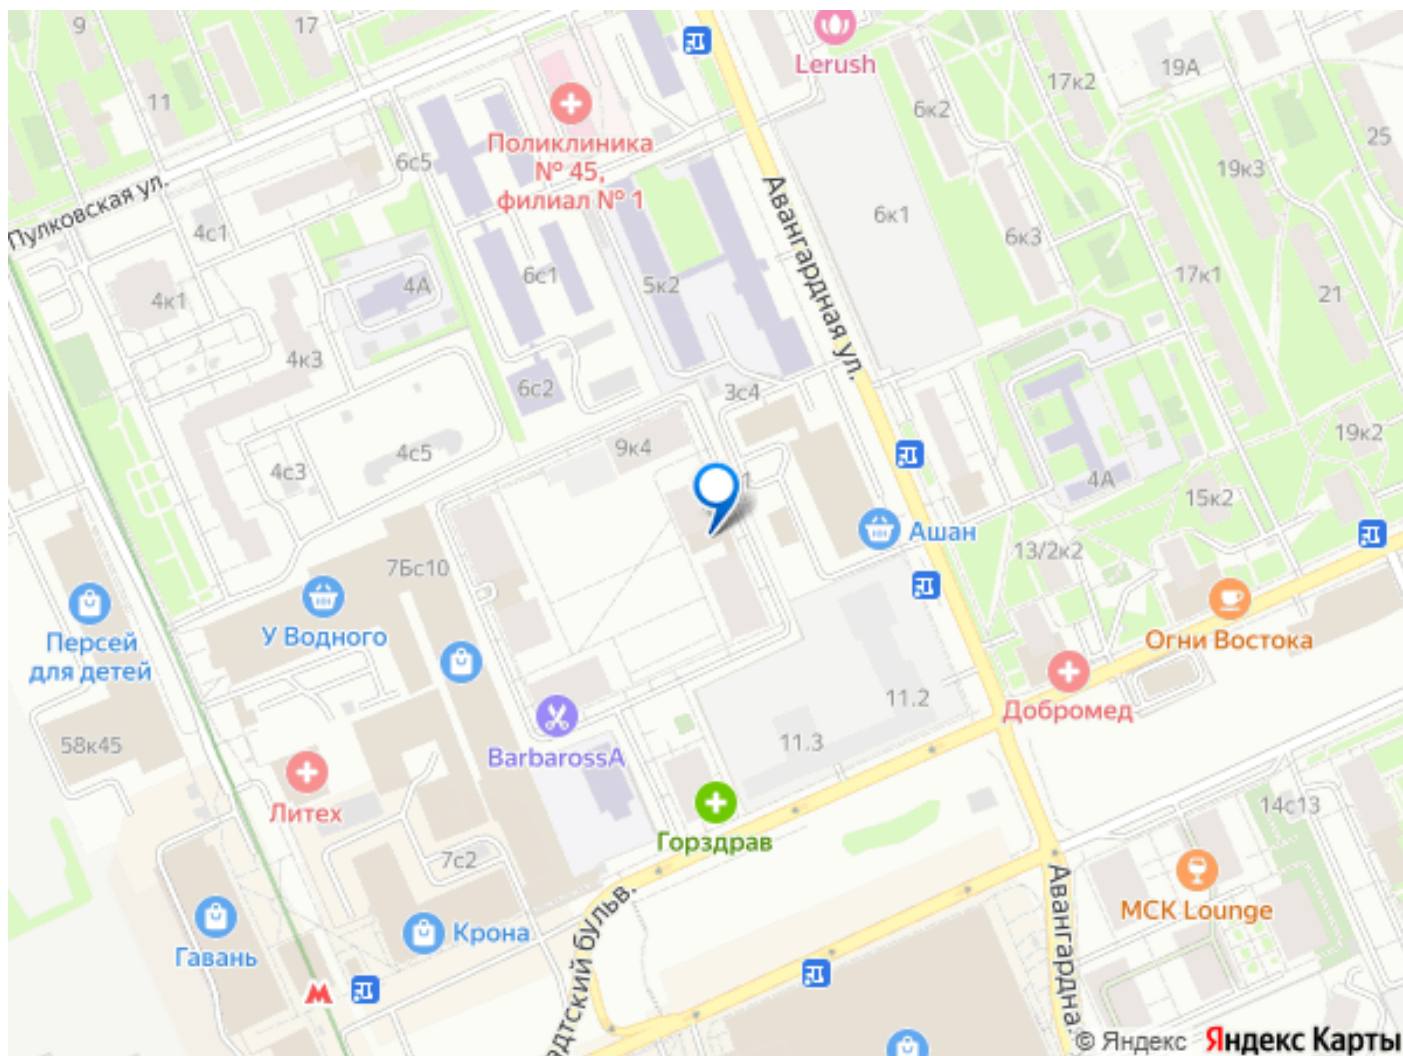 9
17
11
Lerush
17к2
19А
6к2
25
Поликлиника
№ 45,
филиал № 1
6с5
19к3
Пулковская ул.
4с1
Авангардная ул.
6к1
6к3
4к1
4А
6с1
5к2
17к1
21
4к3
6с2
3с4
4с3
4с5
9к4
1
19к2
4А
15к2
Ашан
13/2к2
7Бс10
У Водного
Персей
для детей
Огни Востока
11.2
Добромед
58к45
BarbarossA
11.3
Литех
14с13
Горздрав
7с2
Крона
Гавань
МСК Lounge
адтский бульв.
Авангардна
© Яндекс
Яндекс Карты